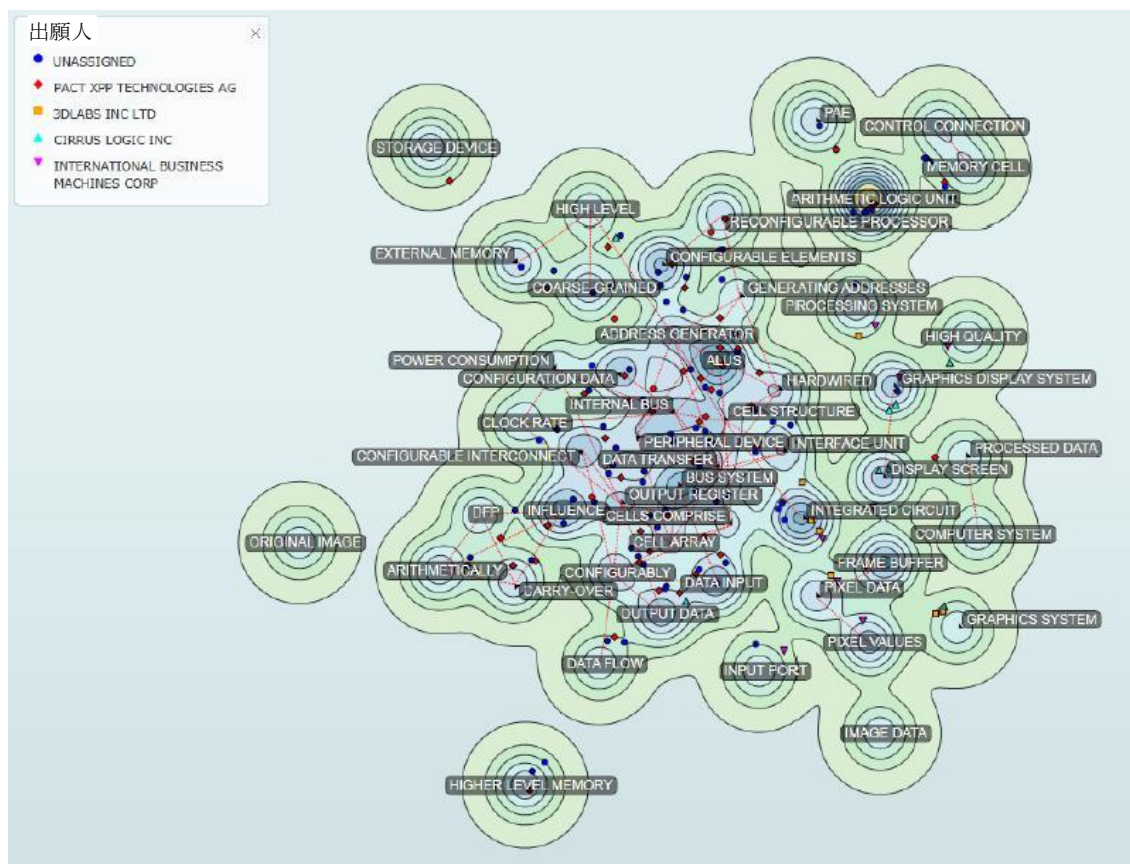 出願人
×
UNASSIGNED
PACT XPP TECHNOLOGIES AG
3DLABS INC LTD
CIRRUS LOGIC INC
INTERNATIONAL BUSINESS
MACHINES CORP
PAE
CONTROL CONNECTION
STORAGE DEVICE
MEMORY CELL
ARITHMETIC LOGIC UNIT
HIGH LEVEL
RECONFIGURABLE PROCESSOR
EXTERNAL MEMORY
CONFIGURABLE ELEMENTS
COARSE-GRAINED
GENERATING ADDRESSES
PROCESSING SYSTEM
ADDRESS GENERATOR
HIGH QUALITY
POWER CONSUMPTION
ALUS
CONFIGURATION DATA
HARDWIRED
GRAPHICS DISPLAY SYSTEM
INTERNAL BUS
CELL STRUCTURE
CLOCK RATE
PERIPHERAL DEVICE
INTERFACE UNIT
PROCESSED DATA
CONFIGURABLE INTERCONNECT
DATA TRANSFER
DISPLAY SCREEN
BUS SYSTEM
OUTPUT REGISTER
DFP
INFLUENCE
CELLS COMPRISE
INTEGRATED CIRCUIT
COMPUTER SYSTEM
ORIGINAL IMAGE
CELL ARRAY
FRAME BUFFER
ARITHMETICALLY
CONFIGURABLY
DATA INPUT
PIXEL DATA
CARRY-OVER
OUTPUT DATA
GRAPHICS SYSTEM
PIXEL VALUES
DATA FLOW
INPUT PORT
IMAGE DATA
HIGHER LEVEL MEMORY